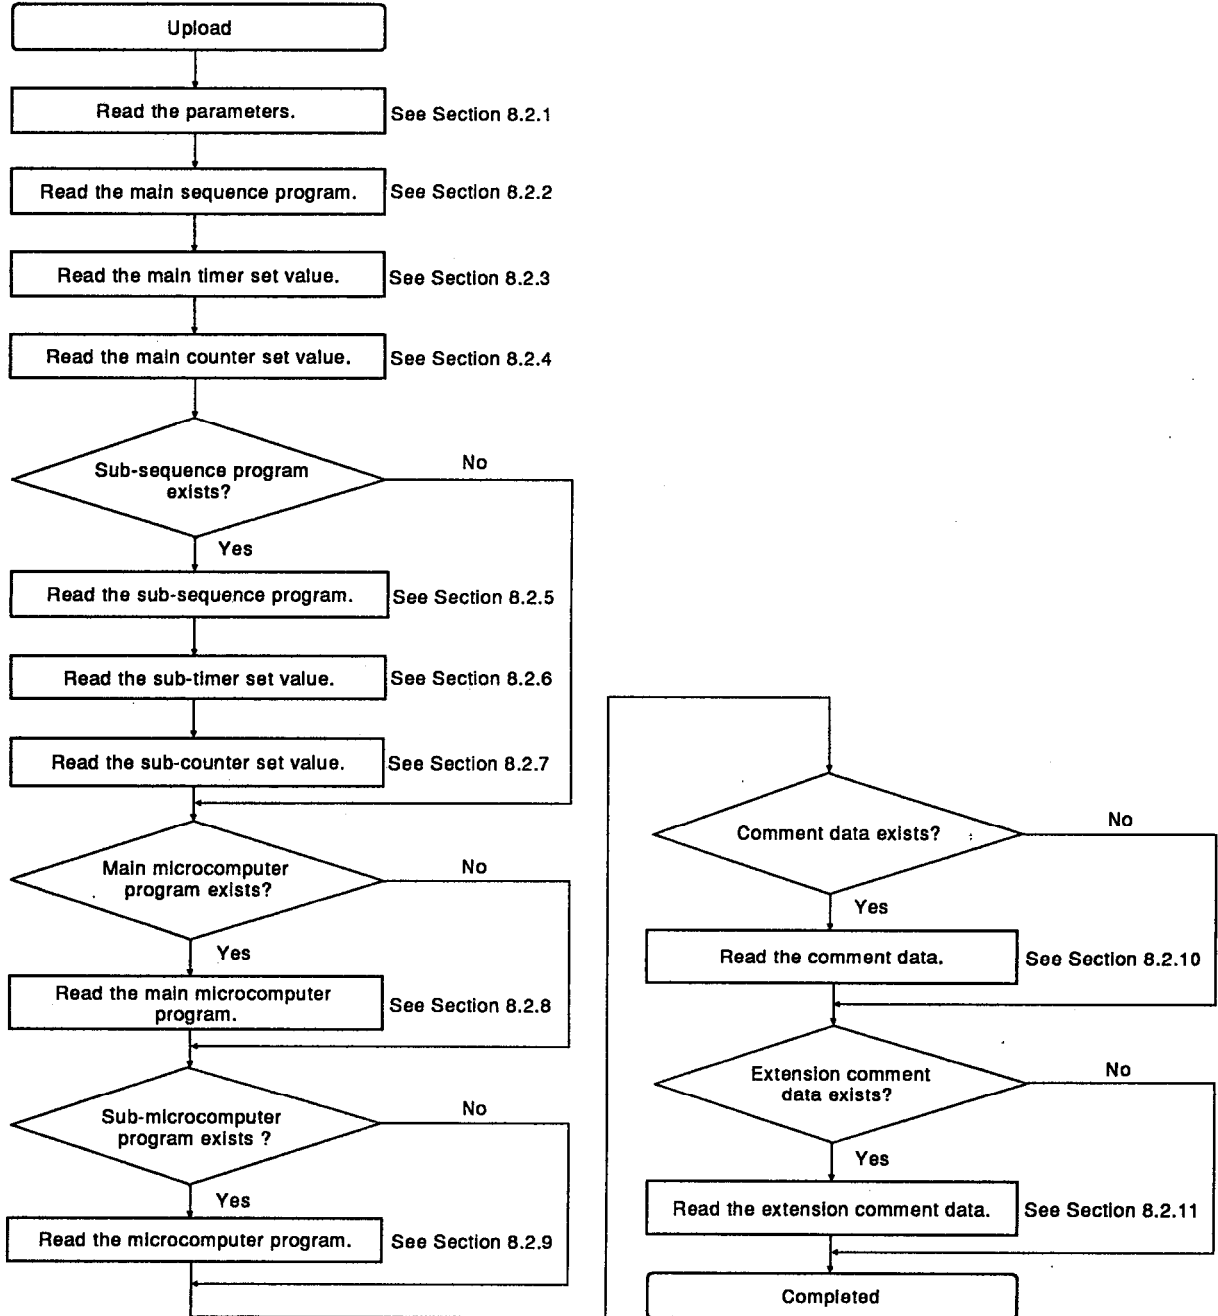 Upload
Read the parameters.
See Section 8.2.1
Read the main sequence program.
See Section 8.2.2
Read the main timer set value.
See Section 8.2.3
Read the main counter set value.
See Section 8.2.4
Sub-sequence program
exists?
No
Yes
Read the sub-sequence program.
See Section 8.2.5
Read the sub-timer set value.
See Section 8.2.6
Read the sub-counter set value.
See Section 8.2.7
Main microcomputer
program exists?
No
Yes
Read the main microcomputer
program.
See Section 8.2.8
Sub-microcomputer
program exists ?
No
Yes
Read the microcomputer program.
See Section 8.2.9
Comment data exists?
No
Yes
Read the comment data.
See Section 8.2.10
Extension comment
data exists?
No
Yes
Read the extension comment data.
See Section 8.2.11
Completed